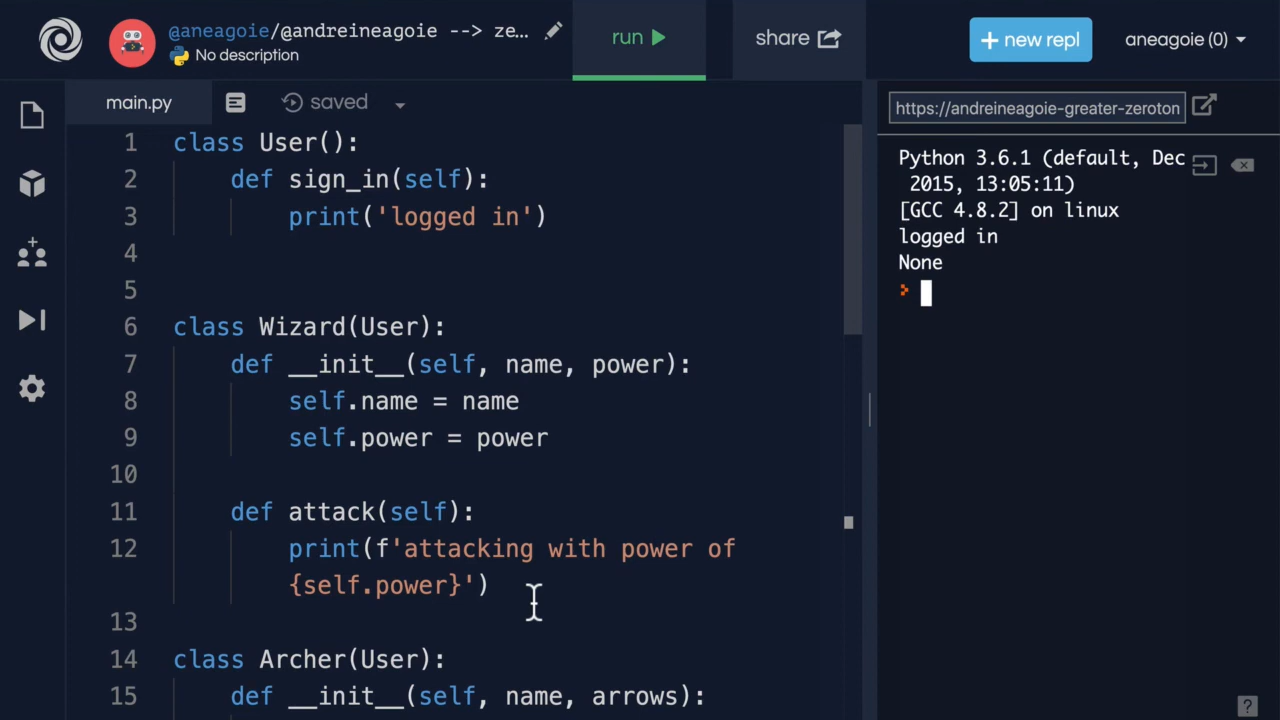 @aneagoie/@andreineagoie --> ze...
No description
run
share
+ new repl
aneagoie (0)
main.py
saved
https://andreineagoie-greater-zeroton
1 class User():
2     def sign_in(self):
3         print('logged in')
4
5
6 class Wizard(User):
7     def __init__(self, name, power):
8         self.name = name
9         self.power = power
10
11     def attack(self):
12         print(f'attacking with power of
{self.power}')
13
14 class Archer(User):
15     def __init__(self, name, arrows):
Python 3.6.1 (default, Dec
2015, 13:05:11)
[GCC 4.8.2] on linux
logged in
None
?